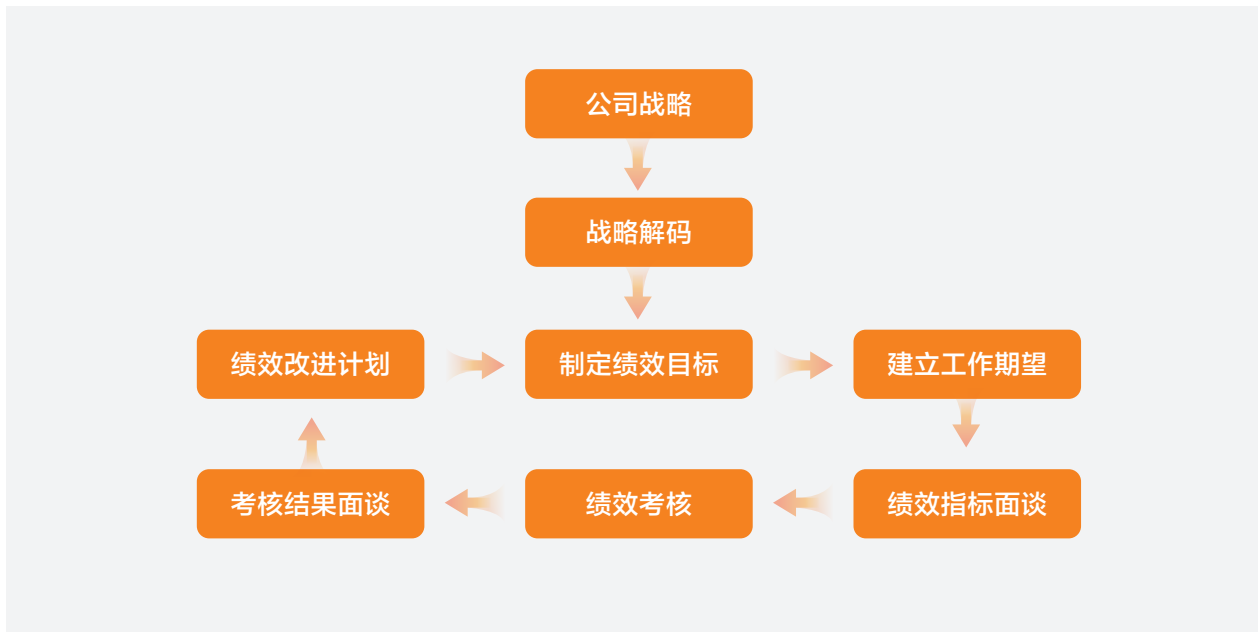 公司战略
战略解码
绩效改进计划
制定绩效目标
建立工作期望
考核结果面谈
绩效考核
绩效指标面谈